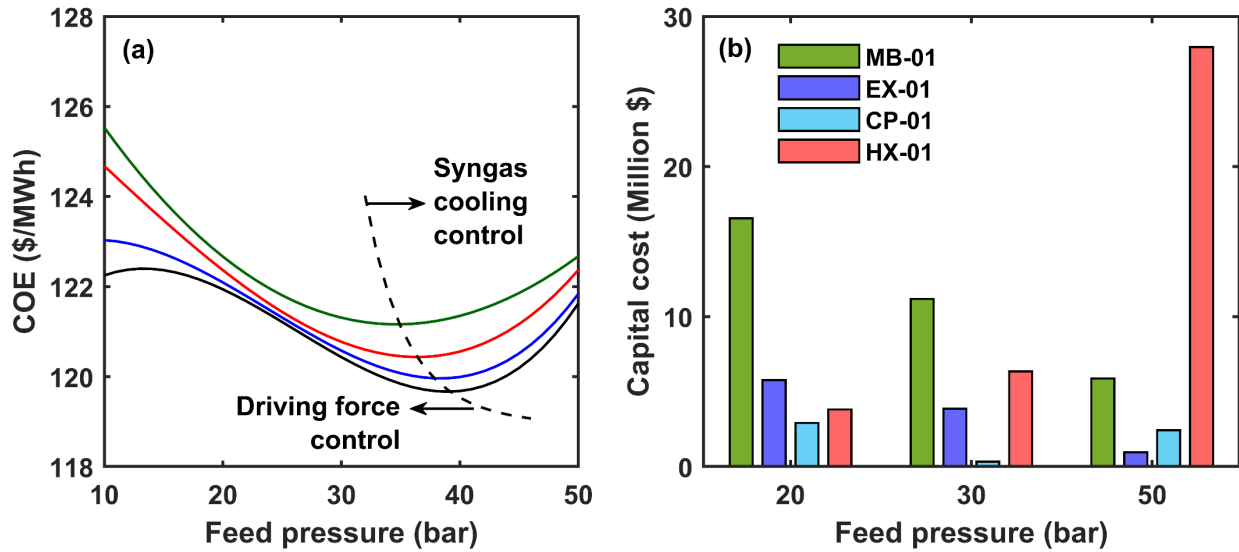 (a)
COE ($/MWh)
128
126
124
122
120
118
Syngas
cooling
control
Driving force
control
10
20
30
40
50
Feed pressure (bar)
(b)
Capital cost (Million $)
30
20
10
0
MB-01
EX-01
CP-01
HX-01
20
30
50
Feed pressure (bar)